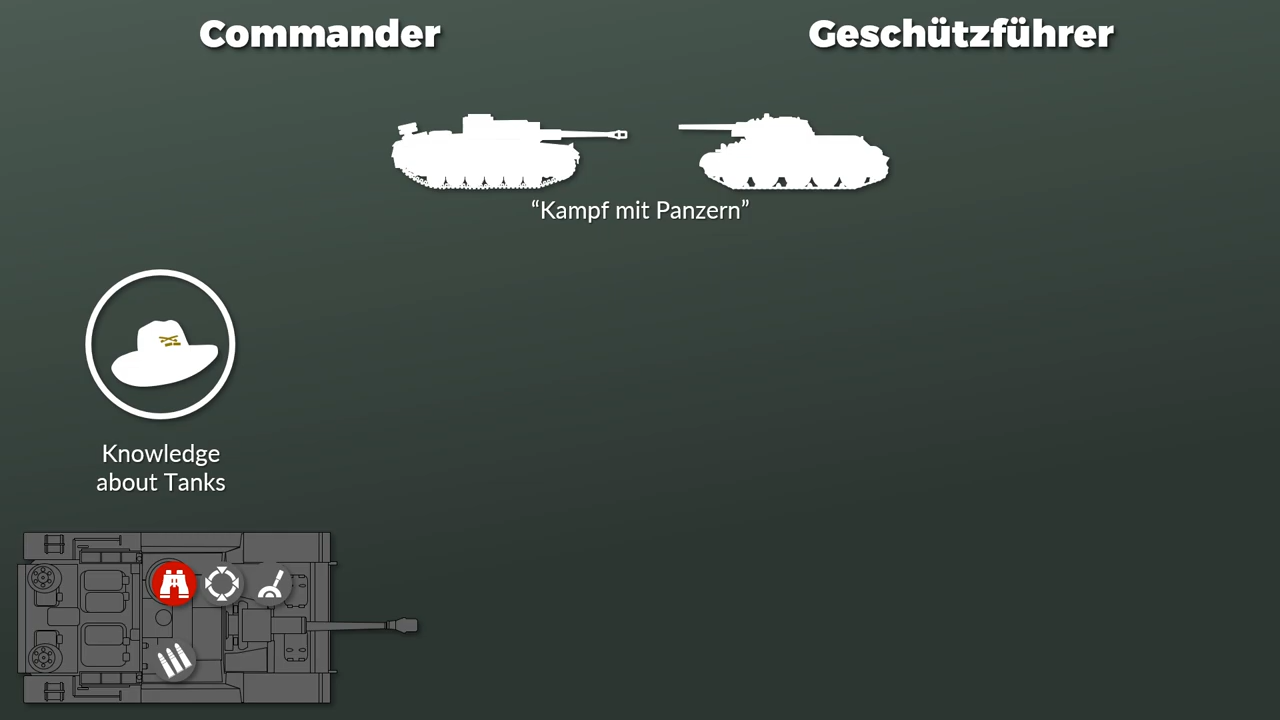 Commander
Geschützführer
“Kampf mit Panzern”
Knowledge
about Tanks